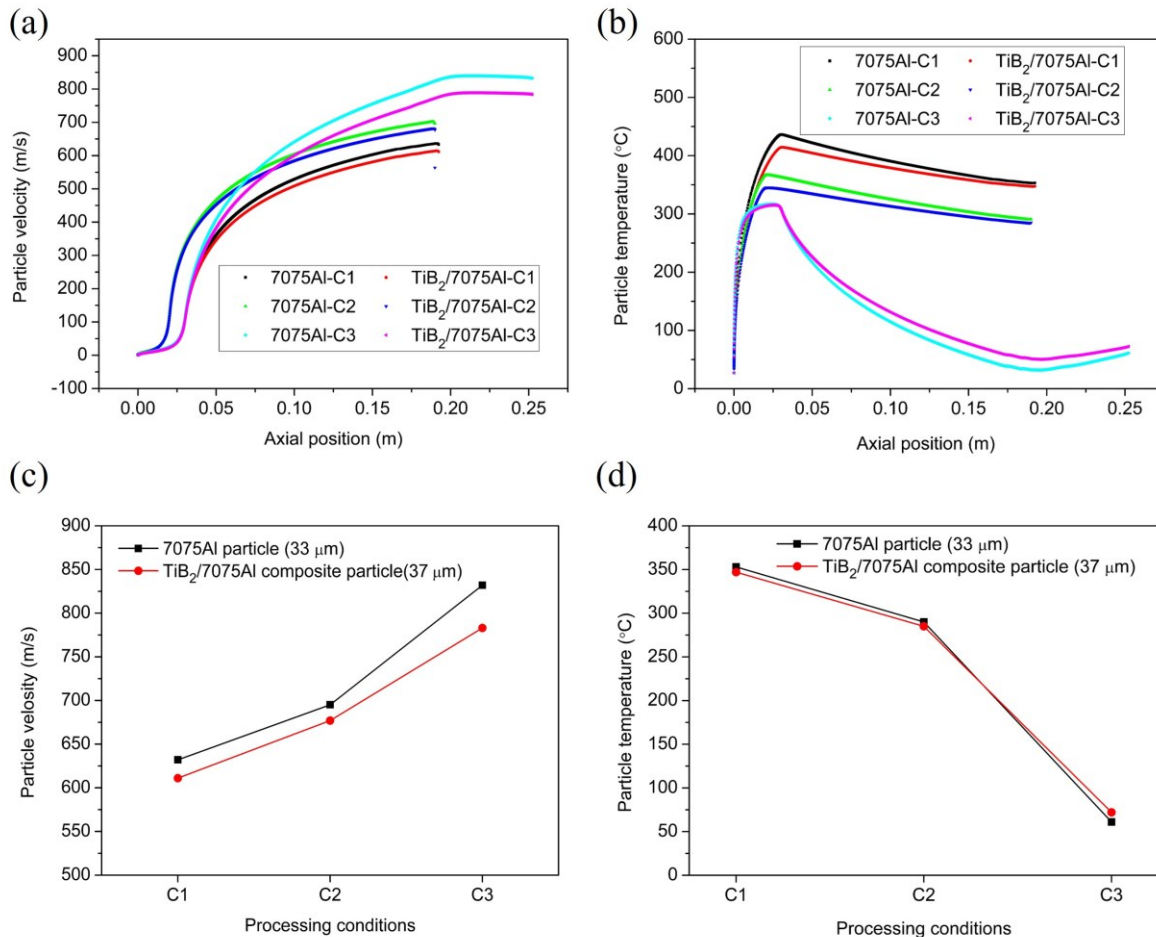 (a)
900
800
700
600
500
400
300
200
100
0
-100
Particle velocity (m/s)
7075Al-C1
TiB2/7075Al-C1
7075Al-C2
TiB2/7075Al-C2
7075Al-C3
TiB2/7075Al-C3
0.00 0.05 0.10 0.15 0.20 0.25
Axial position (m)
(b)
600
500
400
300
200
100
0
Particle temperature (°C)
7075Al-C1
TiB2/7075Al-C1
7075Al-C2
TiB2/7075Al-C2
7075Al-C3
TiB2/7075Al-C3
0.00 0.05 0.10 0.15 0.20 0.25
Axial position (m)
(c)
900
850
800
750
700
650
600
550
500
Particle velosity (m/s)
7075Al particle (33 μm)
TiB2/7075Al composite particle(37 μm)
C1 C2 C3
Processing conditions
(d)
400
350
300
250
200
150
100
50
0
Particle temperature (°C)
7075Al particle (33 μm)
TiB2/7075Al composite particle (37 μm)
C1 C2 C3
Processing conditions